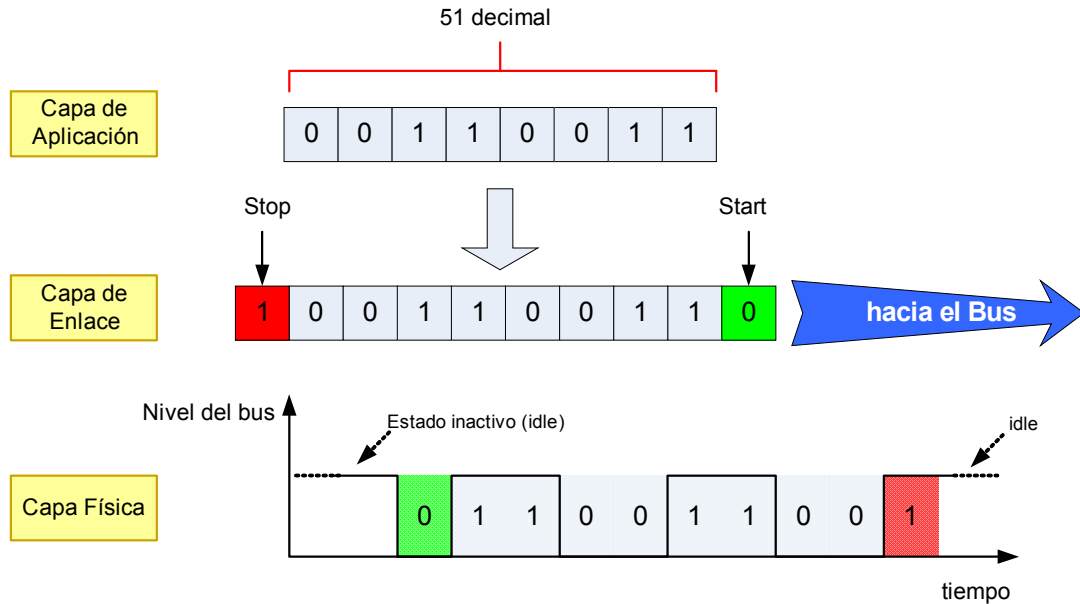 51 decimal
Capa de
Aplicación
0 0 1 1 0 0 1 1
Stop
Start
Capa de
Enlace
1 0 0 1 1 0 0 1 1 0
hacia el Bus
Nivel del bus
Estado inactivo (idle)
idle
Capa Física
0 1 1 0 0 1 1 0 0 1
tiempo